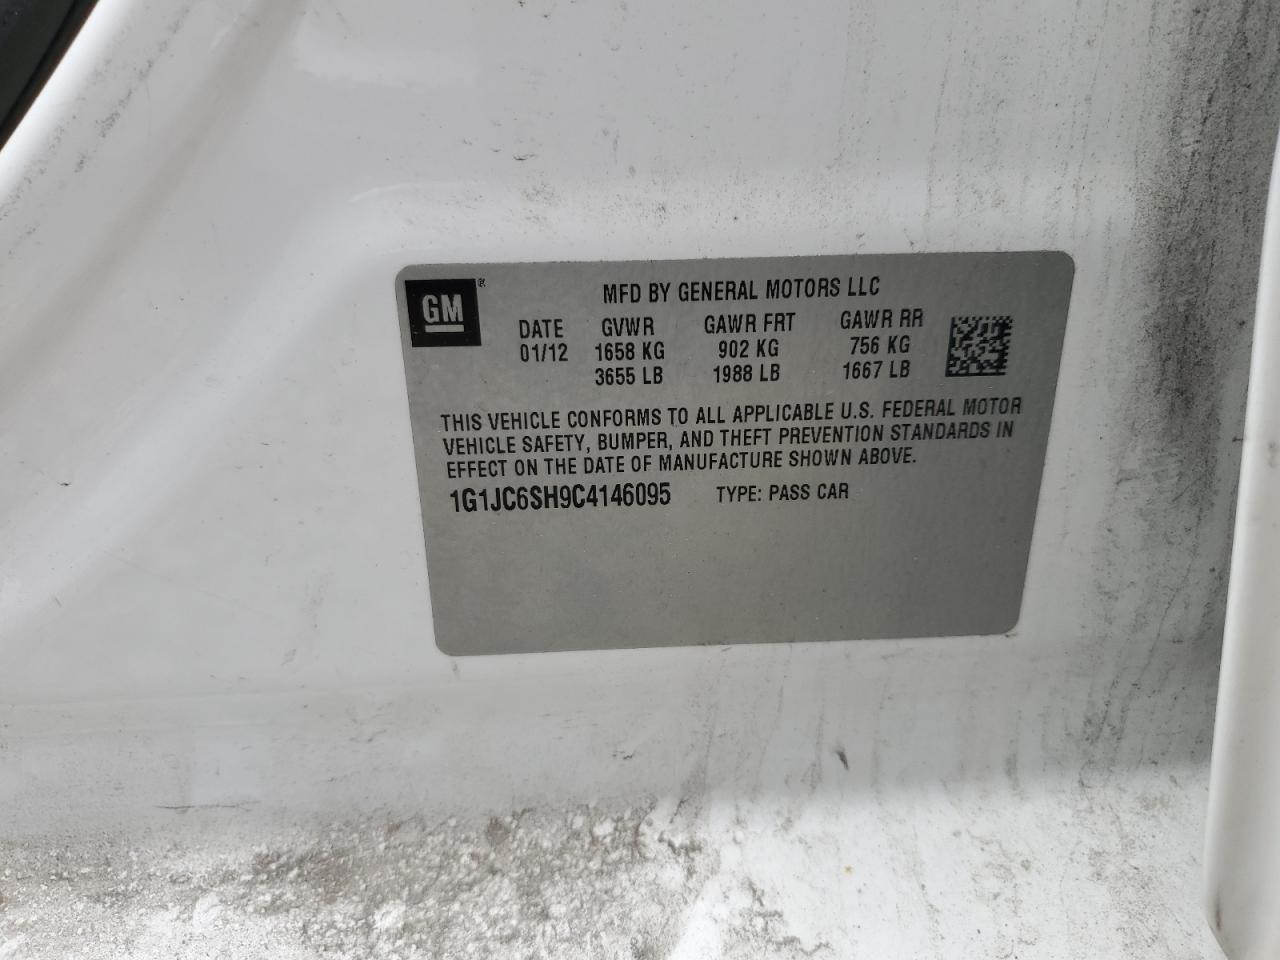 GM ®
MFD BY GENERAL MOTORS LLC
DATE GVWR GAWR FRT GAWR RR
01/12 1658 KG 902 KG 756 KG
3655 LB 1988 LB 1667 LB
THIS VEHICLE CONFORMS TO ALL APPLICABLE U.S. FEDERAL MOTOR
VEHICLE SAFETY, BUMPER, AND THEFT PREVENTION STANDARDS IN
EFFECT ON THE DATE OF MANUFACTURE SHOWN ABOVE.
1G1JC6SH9C4146095 TYPE: PASS CAR